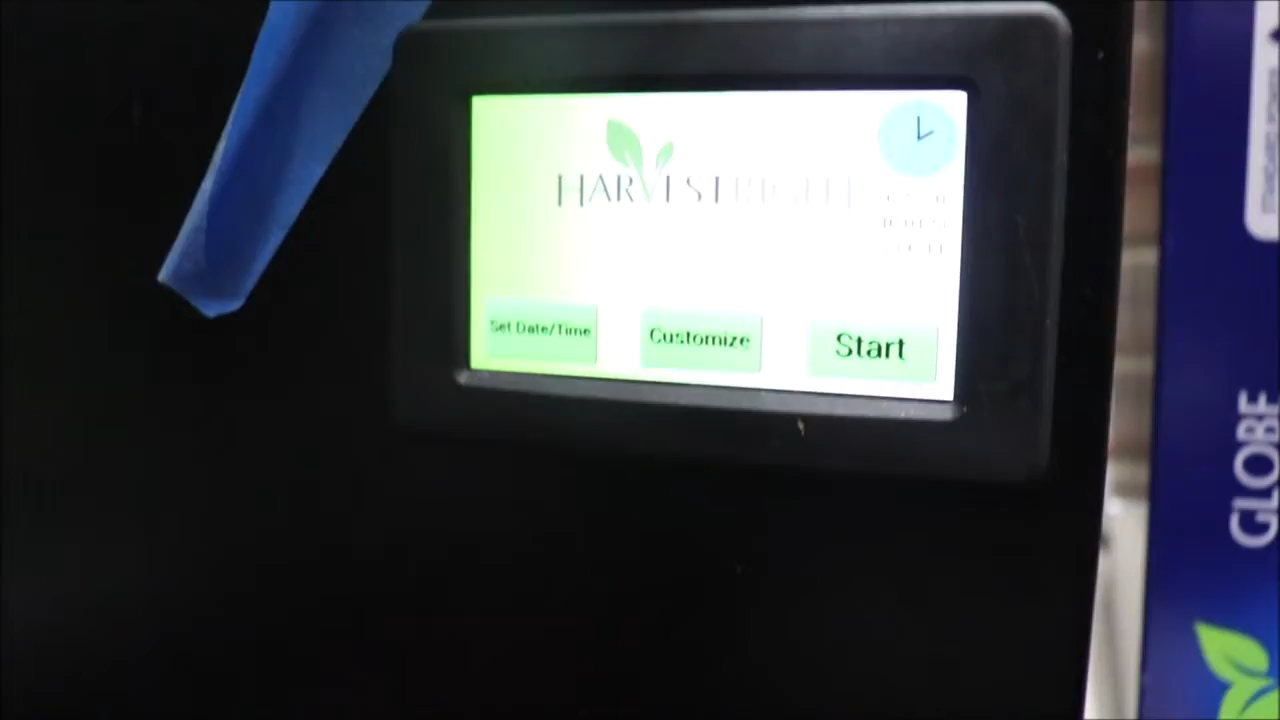 HARVESTRIGHT
Set Date/Time
Customize
Start
GLOBE